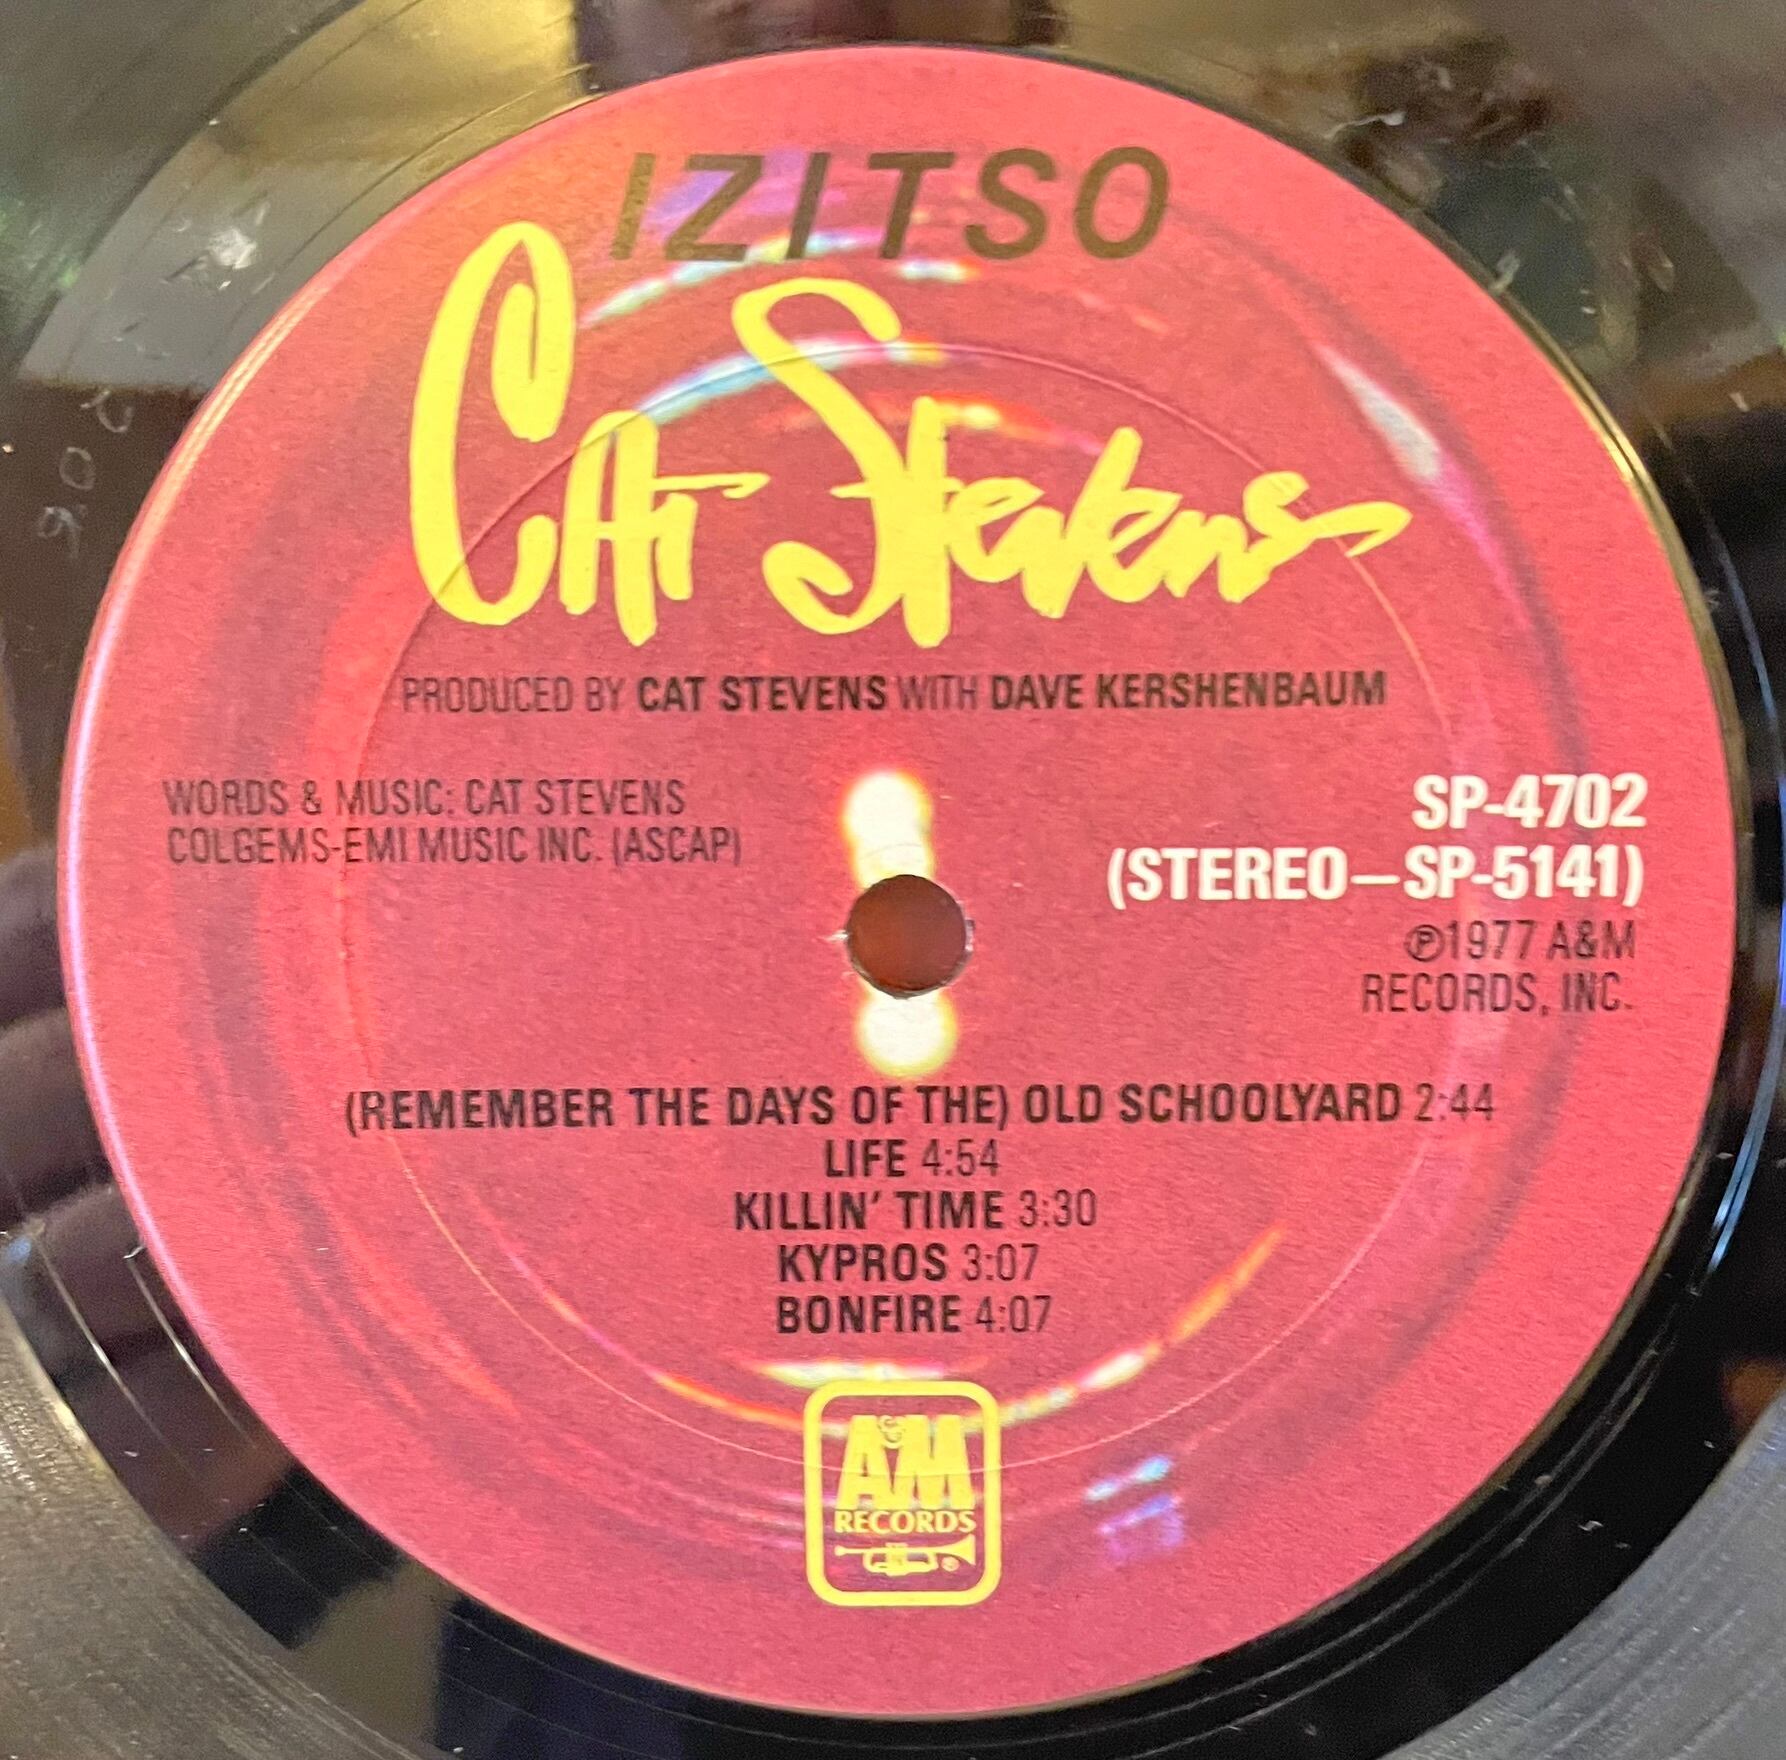 IZITSO
Cat Stevens
PRODUCED BY CAT STEVENS WITH DAVE KERSHENBAUM
WORDS & MUSIC: CAT STEVENS
COLGEMS-EMI MUSIC INC. (ASCAP)
SP-4702
(STEREO—SP-5141)
℗1977 A&M
RECORDS, INC.
(REMEMBER THE DAYS OF THE) OLD SCHOOLYARD 2:44
LIFE 4:54
KILLIN' TIME 3:30
KYPROS 3:07
BONFIRE 4:07
A&M
RECORDS
®